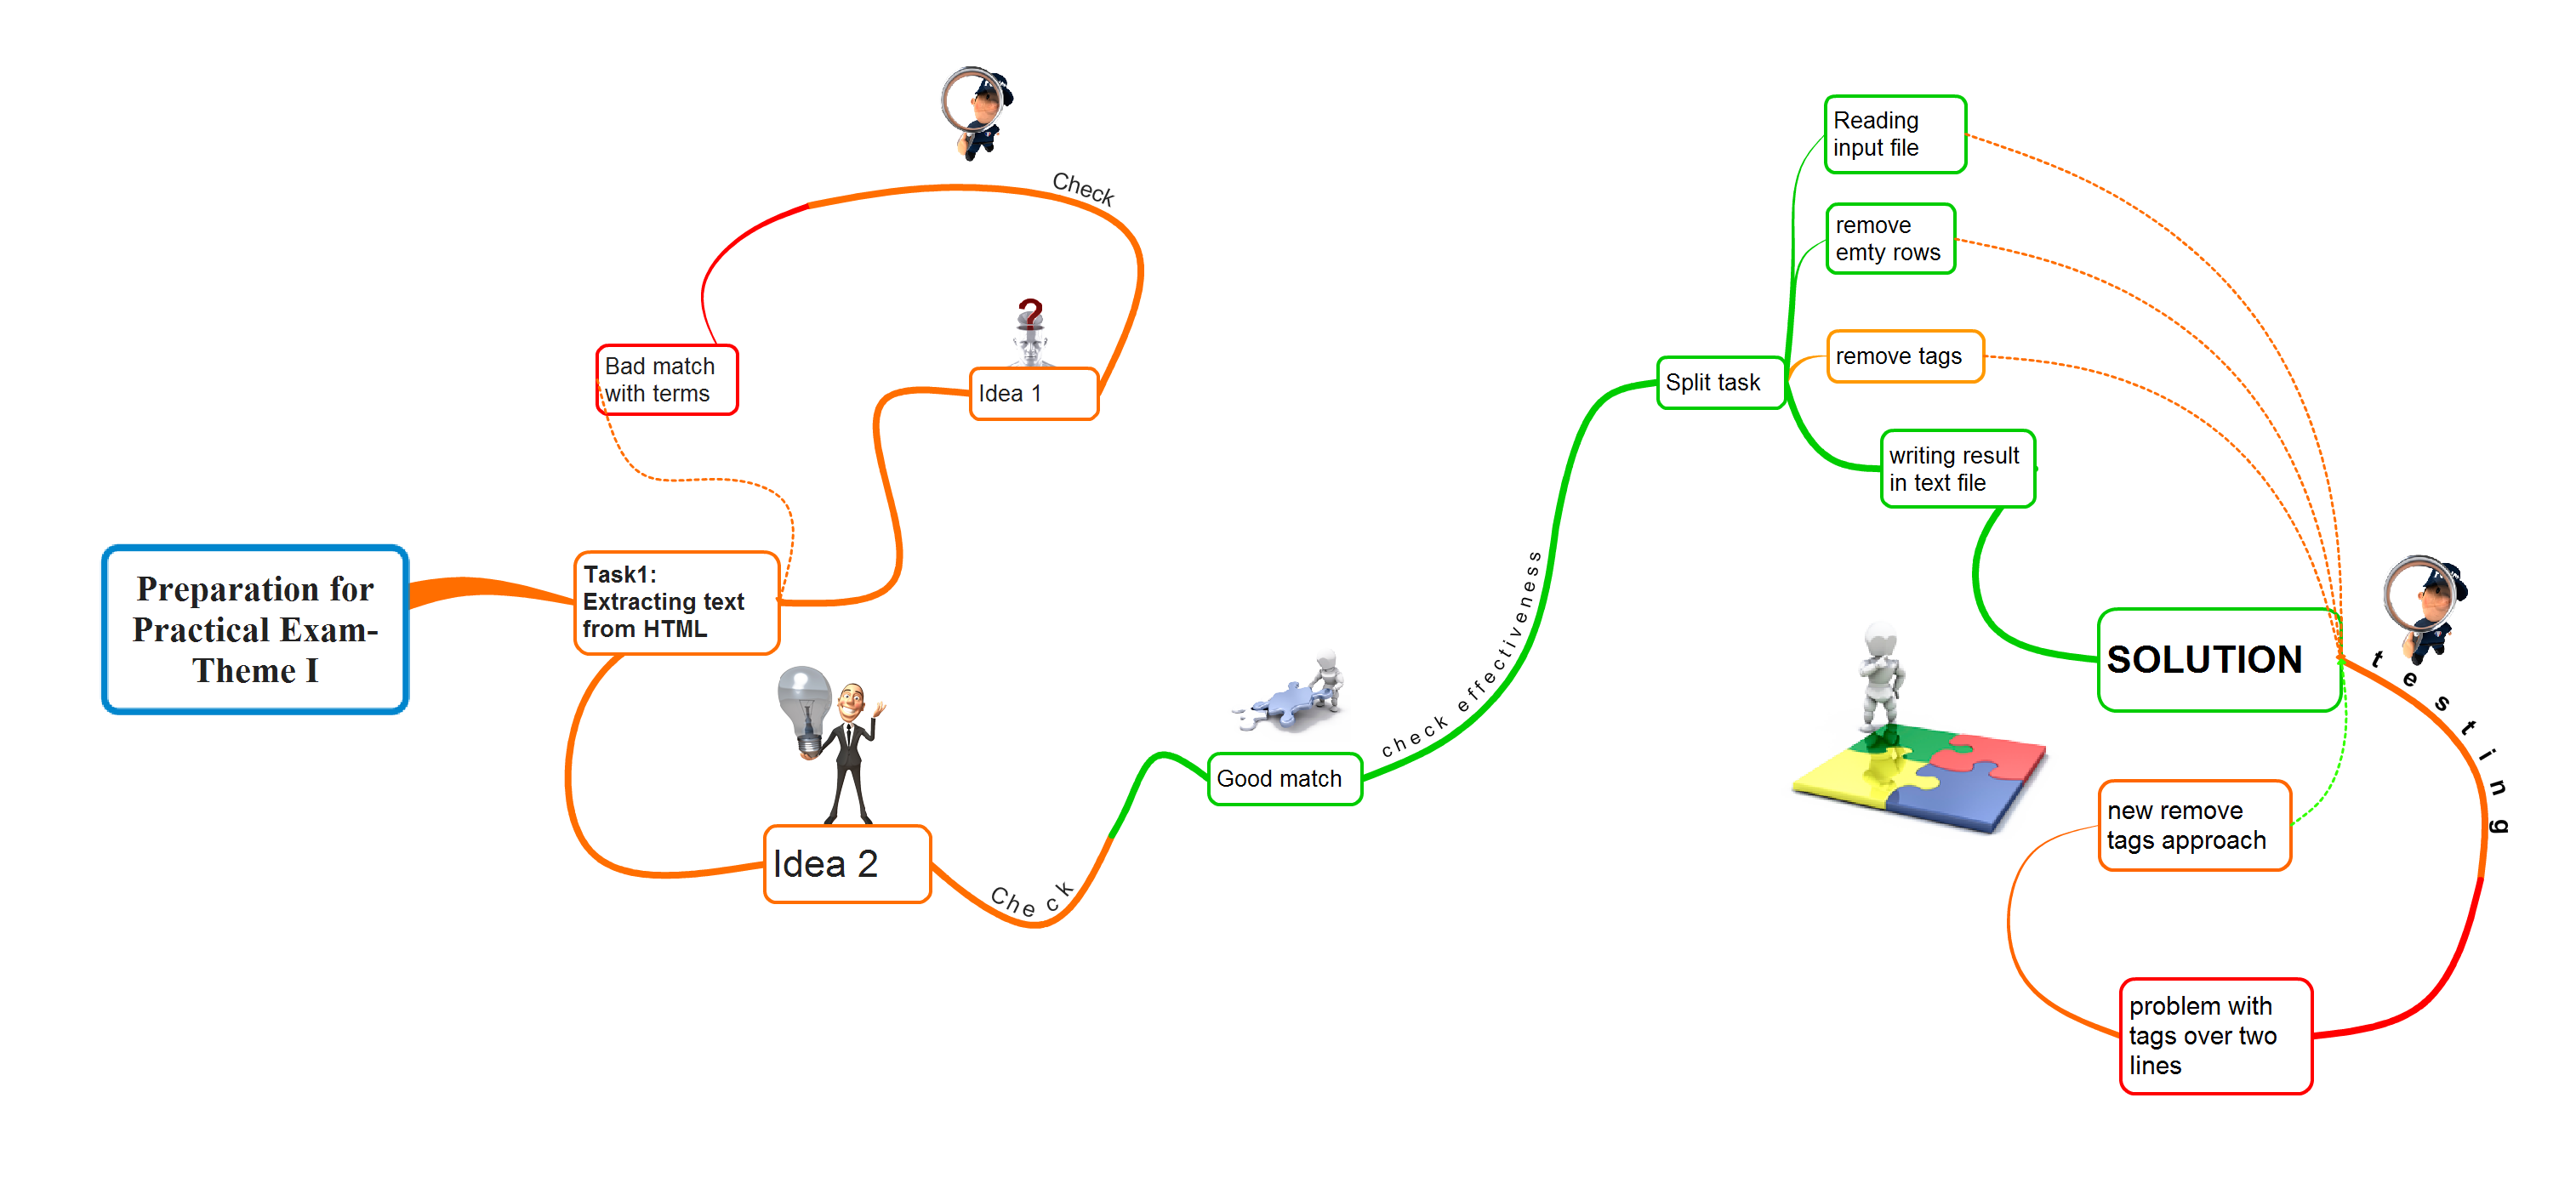 Preparation for
Practical Exam-
Theme I
Task1:
Extracting text
from HTML
Idea 1
Check
Bad match
with terms
Idea 2
Check
Good match
check effectiveness
Split task
Reading
input file
remove
emty rows
remove tags
writing result
in text file
SOLUTION
testing
problem with
tags over two
lines
new remove
tags approach
?